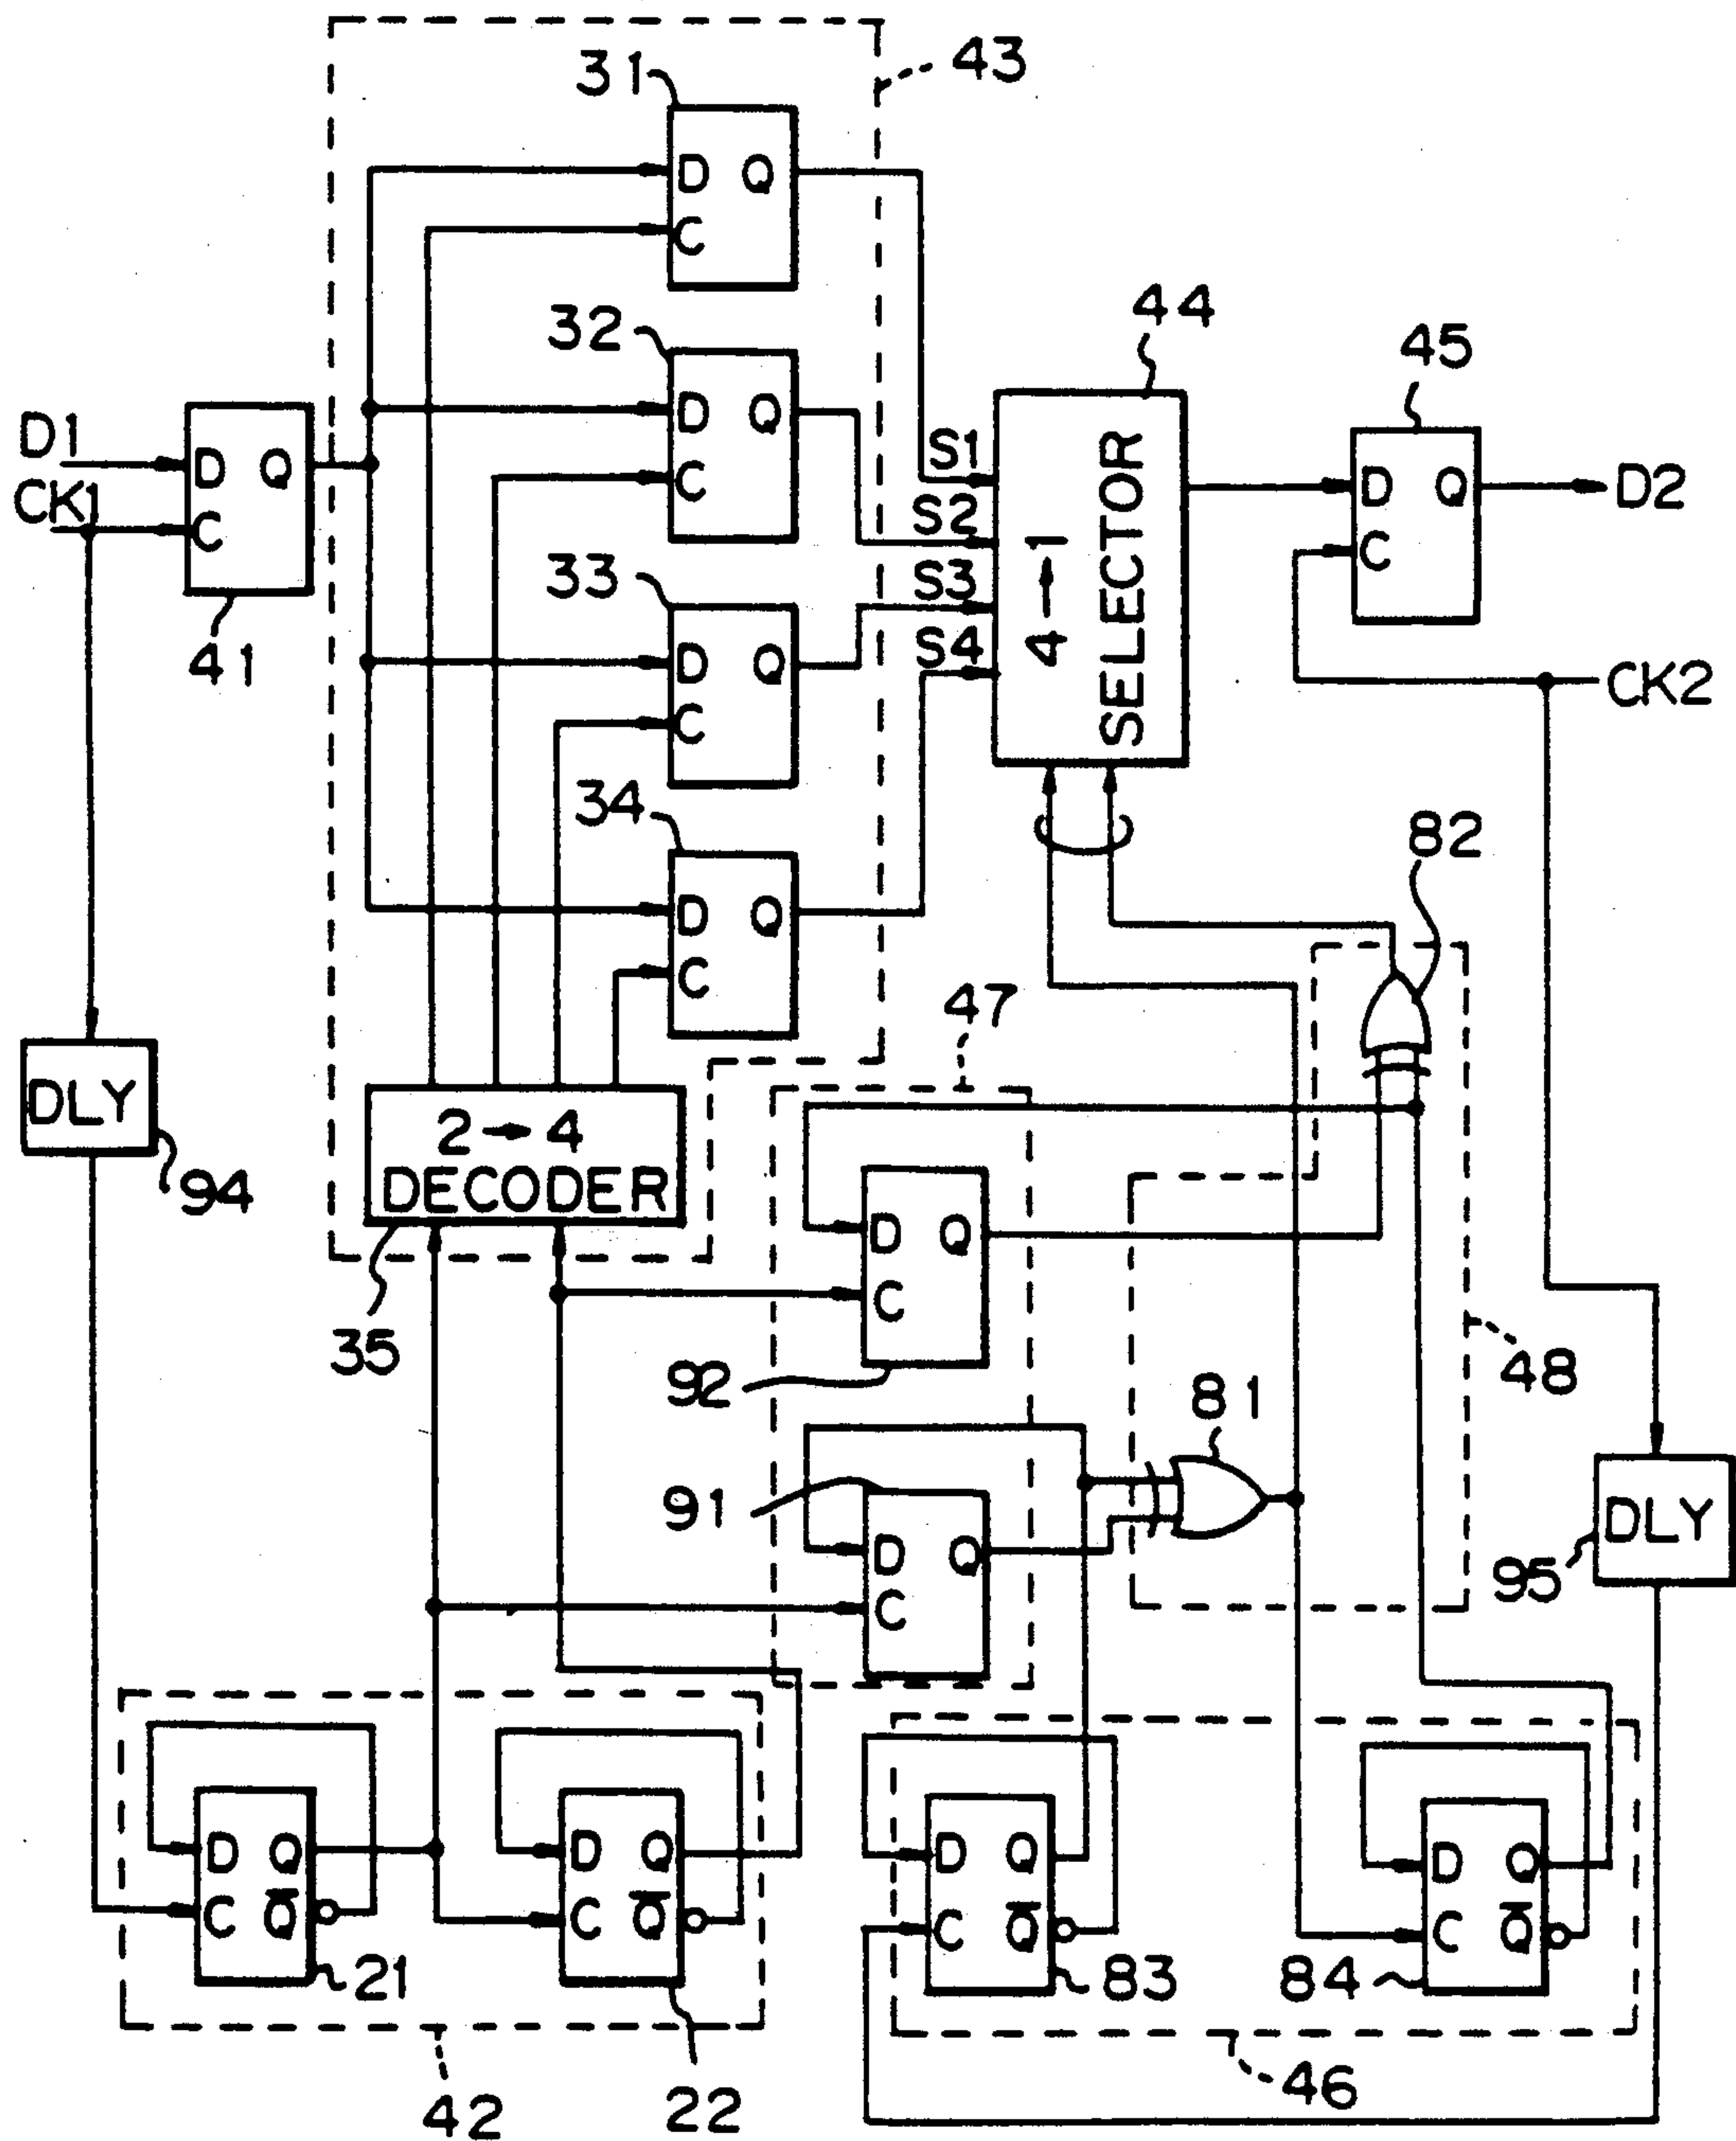 43
31
D Q
C
32
D Q
C
33
D Q
C
34
D Q
C
D1
CK1
D Q
C
41
S1
S2
S3
S4
44
4→1
SELECTOR
45
D Q
C
D2
CK2
82
47
DLY
94
2→4
DECODER
35
D Q
C
92
48
81
91
D Q
C
DLY
95
D Q
C Q̅
21
D Q
C Q̅
22
42
D Q
C Q̅
83
D Q
C Q̅
84
46